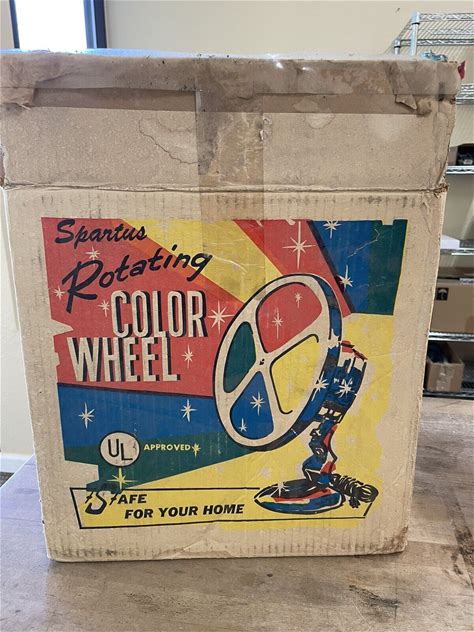 Spartus
Rotating
COLOR
WHEEL
UL APPROVED
SAFE
FOR YOUR HOME